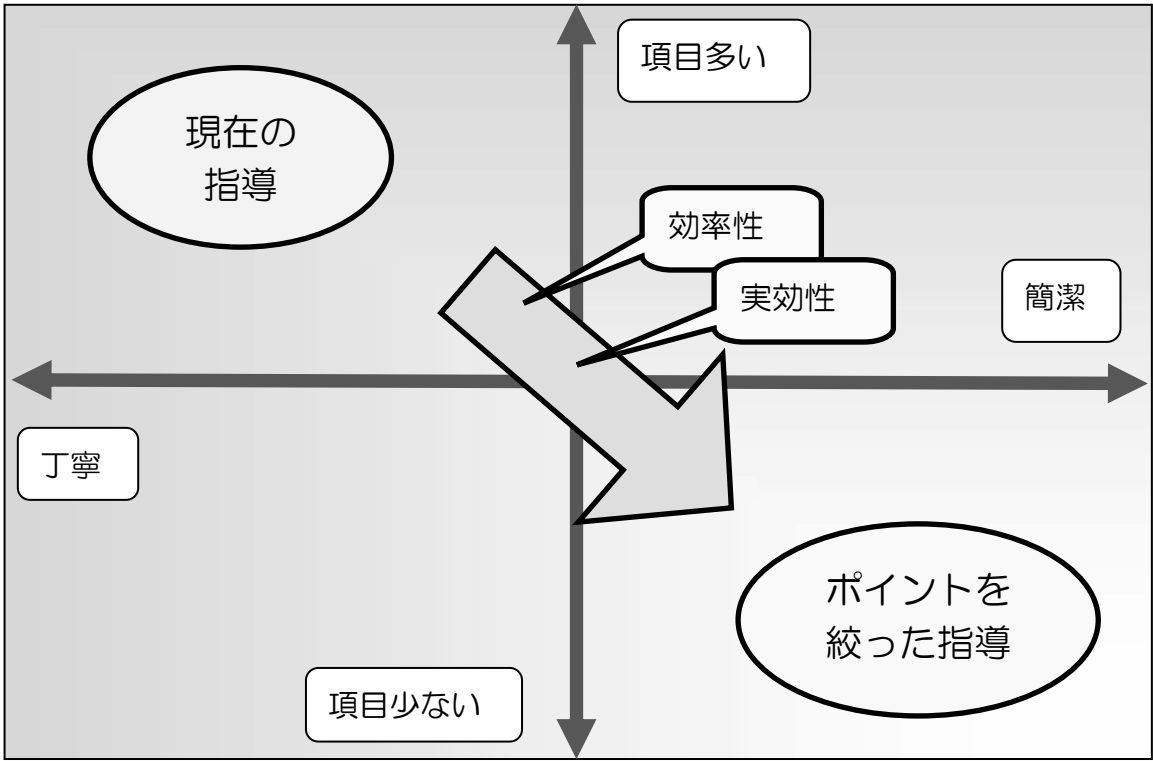 項目多い
現在の
指導
効率性
実効性
簡潔
丁寧
ポイントを
絞った指導
項目少ない